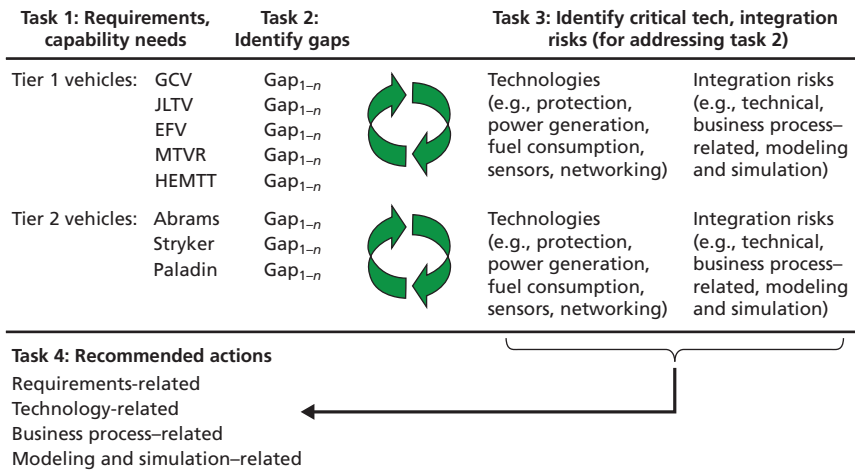 Task 1: Requirements,
capability needs
Task 2:
Identify gaps
Task 3: Identify critical tech, integration
risks (for addressing task 2)
Tier 1 vehicles: GCV Gap1–n
JLTV Gap1–n
EFV Gap1–n
MTVR Gap1–n
HEMTT Gap1–n
Technologies
(e.g., protection,
power generation,
fuel consumption,
sensors, networking)
Integration risks
(e.g., technical,
business process–
related, modeling
and simulation)
Tier 2 vehicles: Abrams Gap1–n
Stryker Gap1–n
Paladin Gap1–n
Technologies
(e.g., protection,
power generation,
fuel consumption,
sensors, networking)
Integration risks
(e.g., technical,
business process–
related, modeling
and simulation)
Task 4: Recommended actions
Requirements-related
Technology-related
Business process–related
Modeling and simulation–related